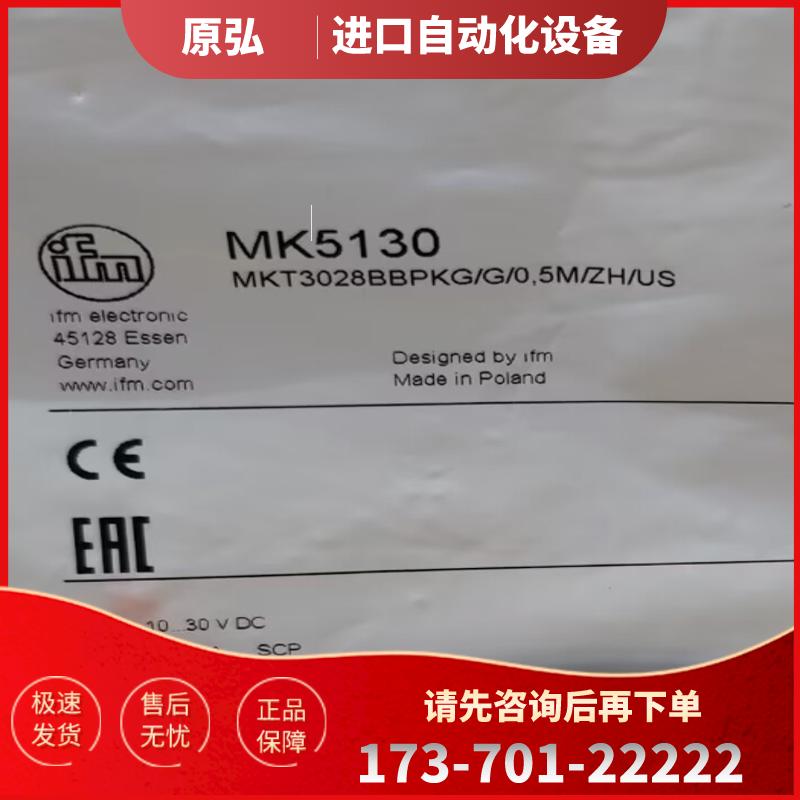 原弘 进口自动化设备
ifm
MK5130
MKT3028BBPKG/G/0,5M/ZH/US
ifm electronic
45128 Essen
Germany
www.ifm.com
Designed by ifm
Made in Poland
CE
EAC
10...30 V DC
SCP
极速
发货
售后
无忧
正品
保障
请先咨询后再下单
173-701-22222